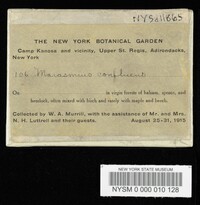 NYSd1865
THE NEW YORK BOTANICAL GARDEN
Camp Kanosa and vicinity, Upper St. Regis, Adirondacks,
New York
106 Marasmius confluens
On in virgin forests of balsam, spruce, and
hemlock, often mixed with birch and rarely with maple and beech.
Collected by W. A. Murrill, with the assistance of Mr. and Mrs.
N. H. Luttrell and their guests, August 25-31, 1915
NEW YORK STATE MUSEUM
NYSM 0 000 010 128